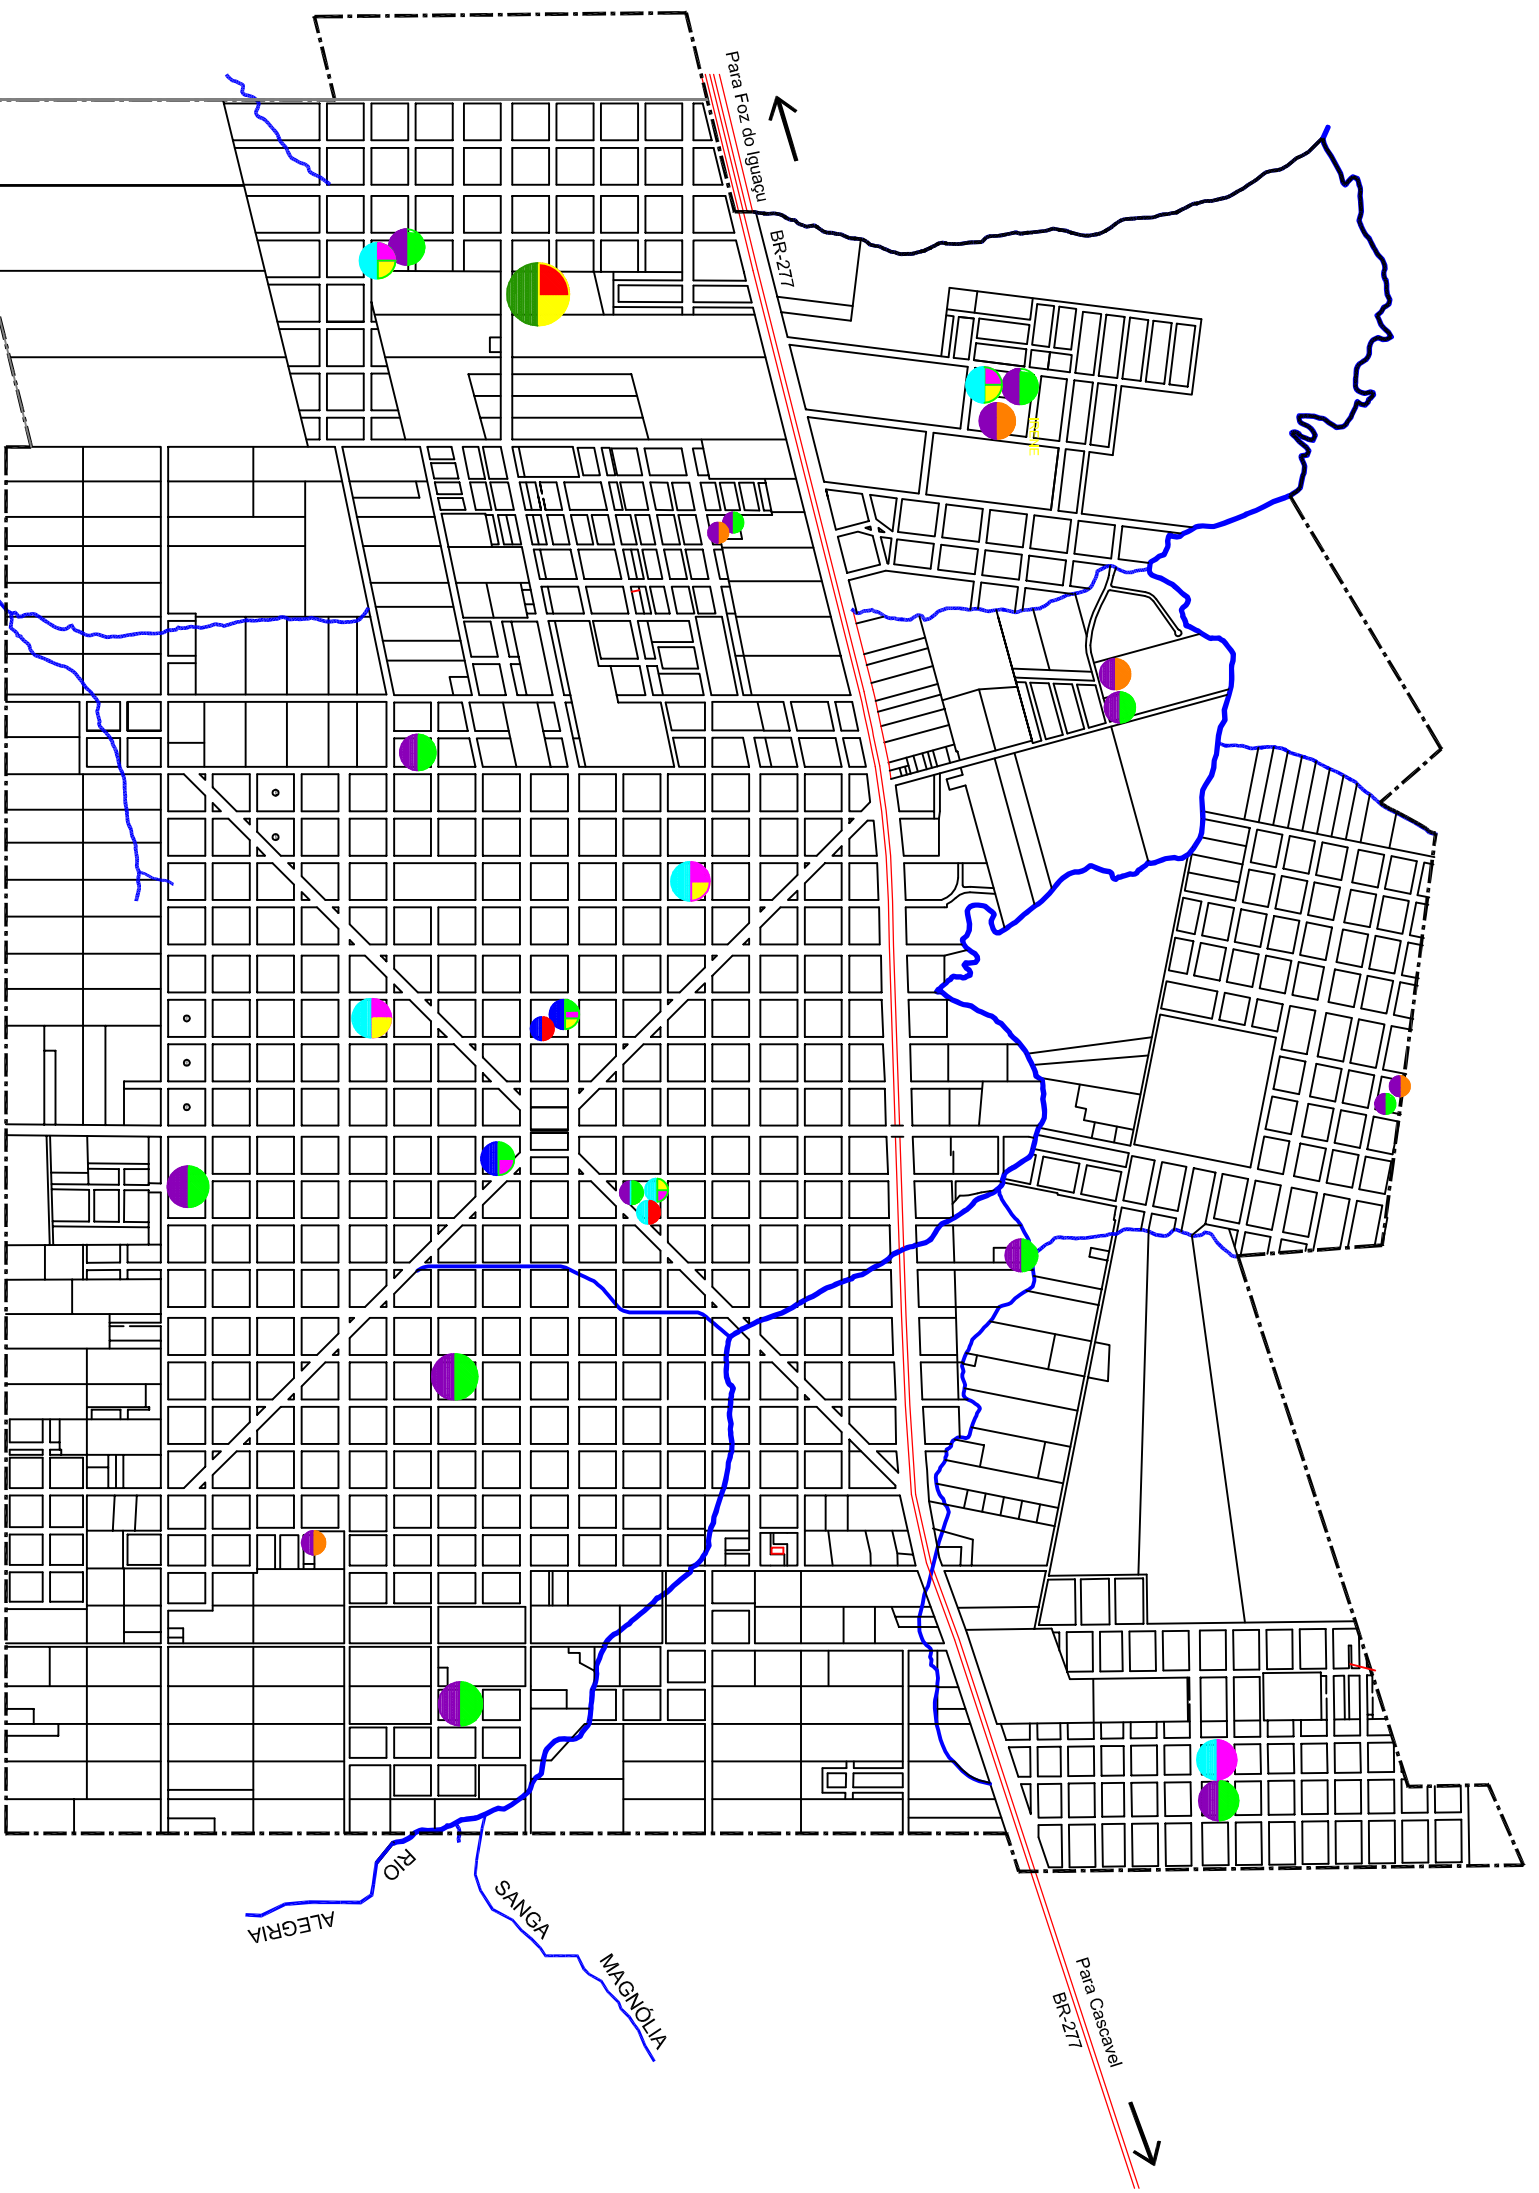 Para Foz do Iguaçu
BR-277
RIO
ALEGRIA
SANGA
MAGNÓLIA
Para Cascavel
BR-277